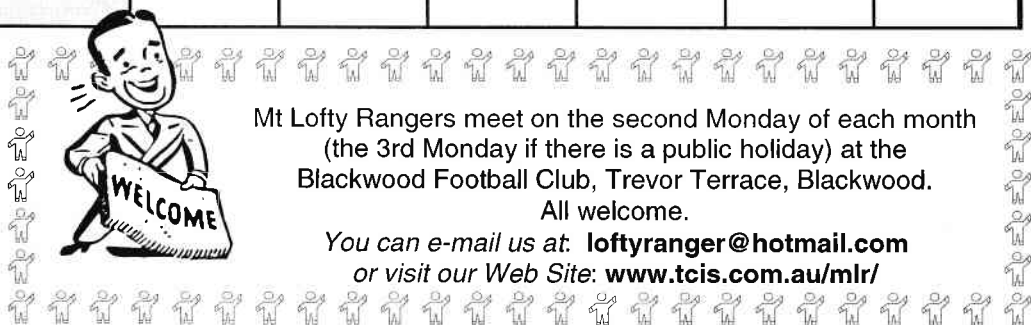 Mt Lofty Rangers meet on the second Monday of each month
(the 3rd Monday if there is a public holiday) at the
Blackwood Football Club, Trevor Terrace, Blackwood.
All welcome.
You can e-mail us at: loftyranger@hotmail.com
or visit our Web Site: www.tcis.com.au/mlr/
WELCOME